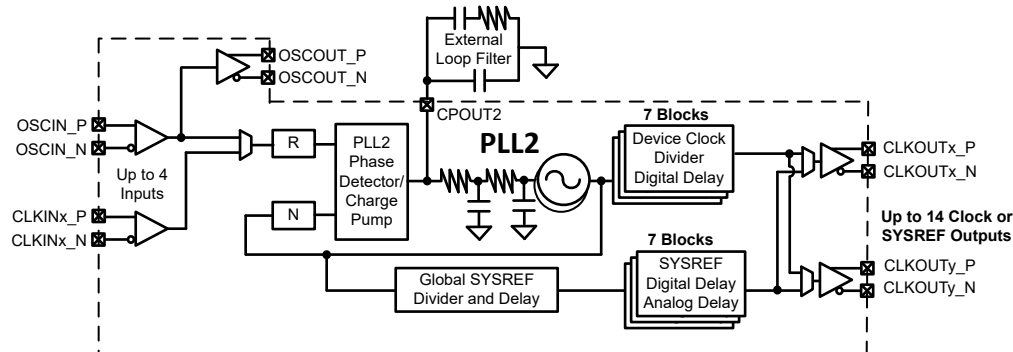 OSCOUT_P
OSCOUT_N
External
Loop Filter
CPOUT2
OSCIN_P
OSCIN_N
Up to 4
Inputs
CLKINx_P
CLKINx_N
R
N
PLL2
Phase
Detector/
Charge
Pump
PLL2
7 Blocks
Device Clock
Divider
Digital Delay
CLKOUTx_P
CLKOUTx_N
Up to 14 Clock or
SYSREF Outputs
Global SYSREF
Divider and Delay
7 Blocks
SYSREF
Digital Delay
Analog Delay
CLKOUTy_P
CLKOUTy_N